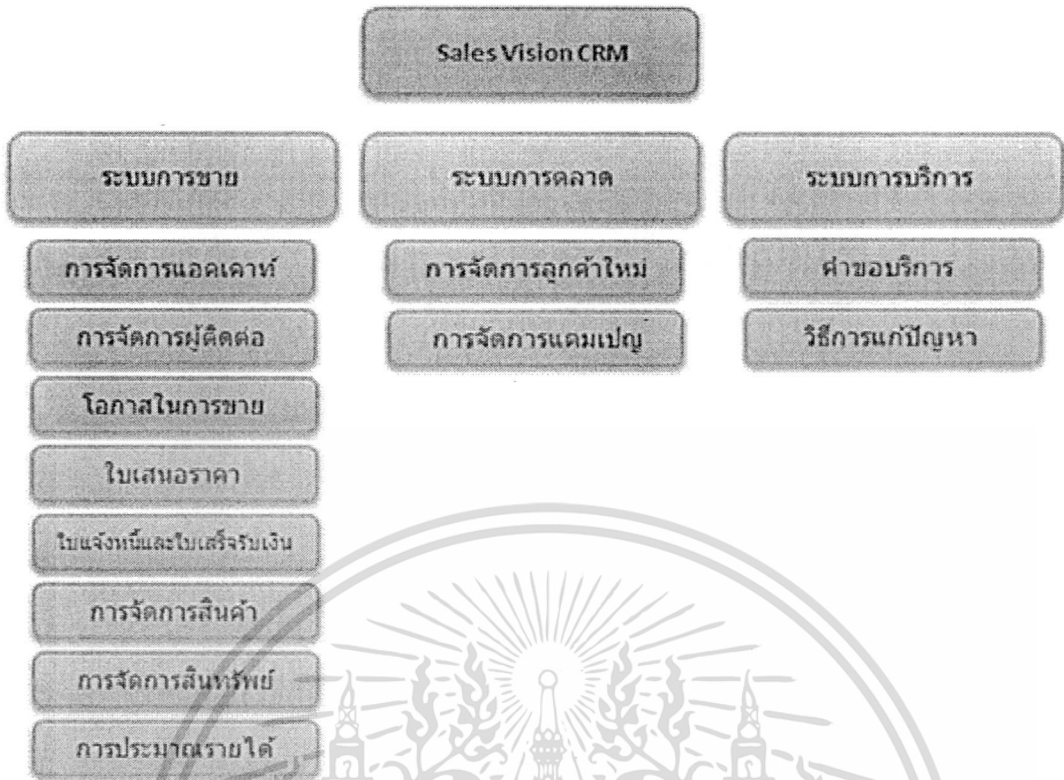 Sales Vision CRM
ระบบการขาย
ระบบการตลาด
ระบบการบริการ
การจัดการแอคเคาท์
การจัดการผู้ติดต่อ
โอกาสในการขาย
ใบเสนอราคา
ใบแจ้งหนี้และใบเสร็จรับเงิน
การจัดการสินค้า
การจัดการสินทรัพย์
การประมาณรายได้
การจัดการลูกค้าใหม่
การจัดการแคมเปญ
คำขอบริการ
วิธีการแก้ปัญหา